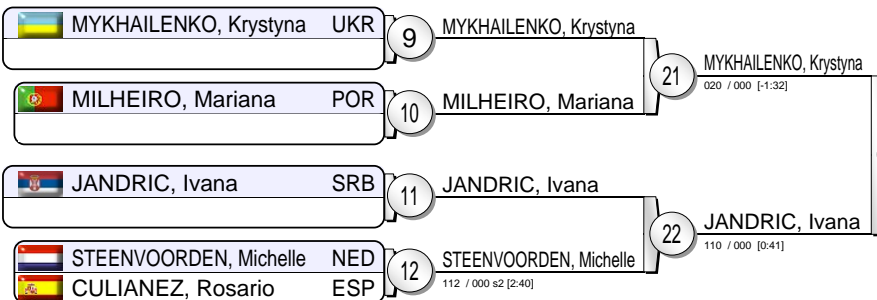 MYKHAILENKO, Krystyna UKR
9
MYKHAILENKO, Krystyna
21
MYKHAILENKO, Krystyna
020 / 000 [-1:32]
MILHEIRO, Mariana POR
10
MILHEIRO, Mariana
JANDRIC, Ivana SRB
11
JANDRIC, Ivana
22
JANDRIC, Ivana
110 / 000 [0:41]
STEENVOORDEN, Michelle NED
12
STEENVOORDEN, Michelle
112 / 000 s2 [2:40]
CULIANEZ, Rosario ESP